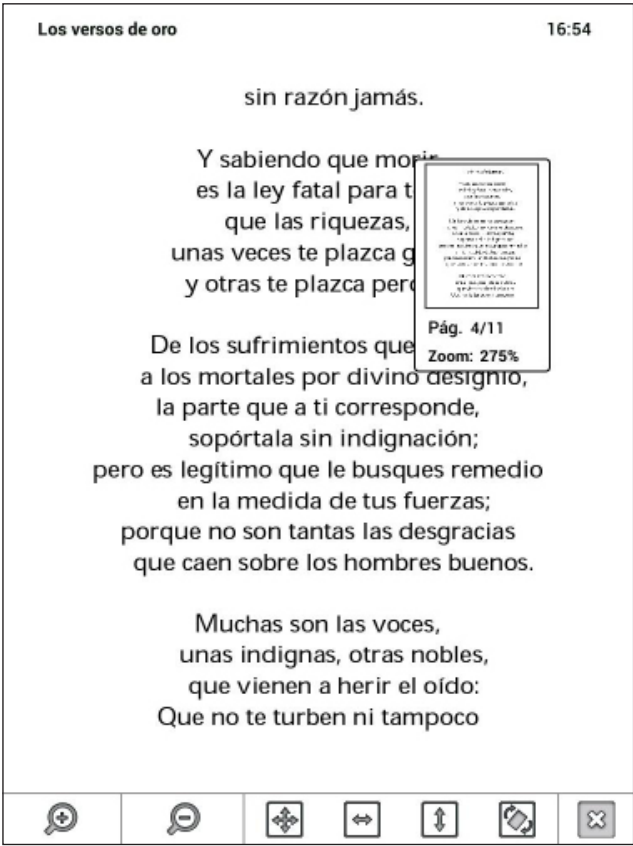 Los versos de oro 16:54
sin razón jamás.
Y sabiendo que morir
es la ley fatal para t
que las riquezas,
unas veces te plazca g
y otras te plazca perd
Pág. 4/11
Zoom: 275%
De los sufrimientos que
a los mortales por divino designio,
la parte que a ti corresponde,
sopórtala sin indignación;
pero es legítimo que le busques remedio
en la medida de tus fuerzas;
porque no son tantas las desgracias
que caen sobre los hombres buenos.
Muchas son las voces,
unas indignas, otras nobles,
que vienen a herir el oído:
Que no te turben ni tampoco